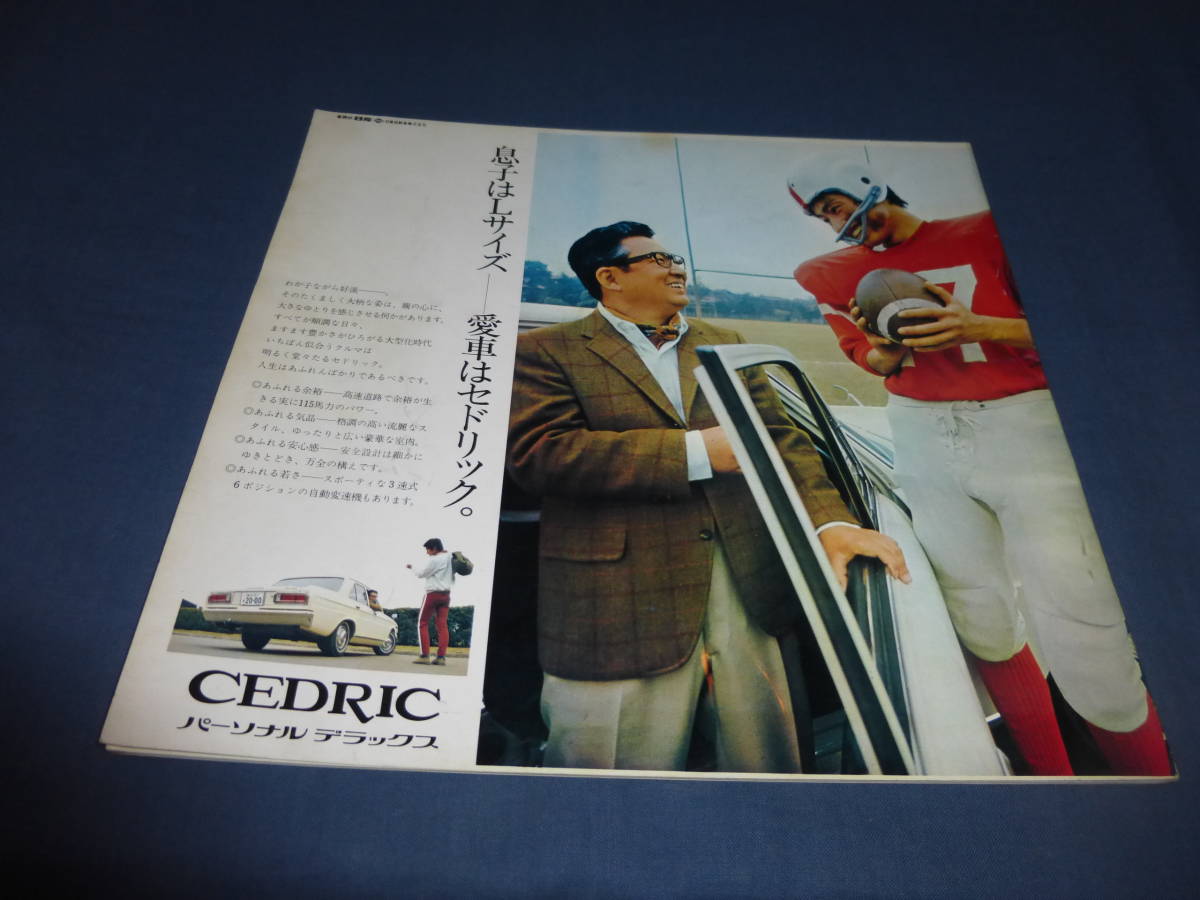 日産
息子はLサイズ——愛車はセドリック。
わが子ながら好漢——。
そのたくましく大柄な姿は、親の心に、
大きなゆとりを感じさせる何かがあります。
すべてが順調な日々、
ますます豊かさがひろがる大型化時代
いちばん似合うクルマは
明るく堂々たるセドリック。
人生はあふれんばかりであるべきです。
◎あふれる余裕——高速道路で余裕が生
きる実に115馬力のパワー。
◎あふれる気品——格調の高い流麗なス
タイル、ゆったりと広い豪華な室内。
◎あふれる安心感——安全設計は細かに
ゆきとどき、万全の構えです。
◎あふれる若さ——スポーティな3速式
6ポジションの自動変速機もあります。
7
・20-00
CEDRIC
パーソナル デラックス